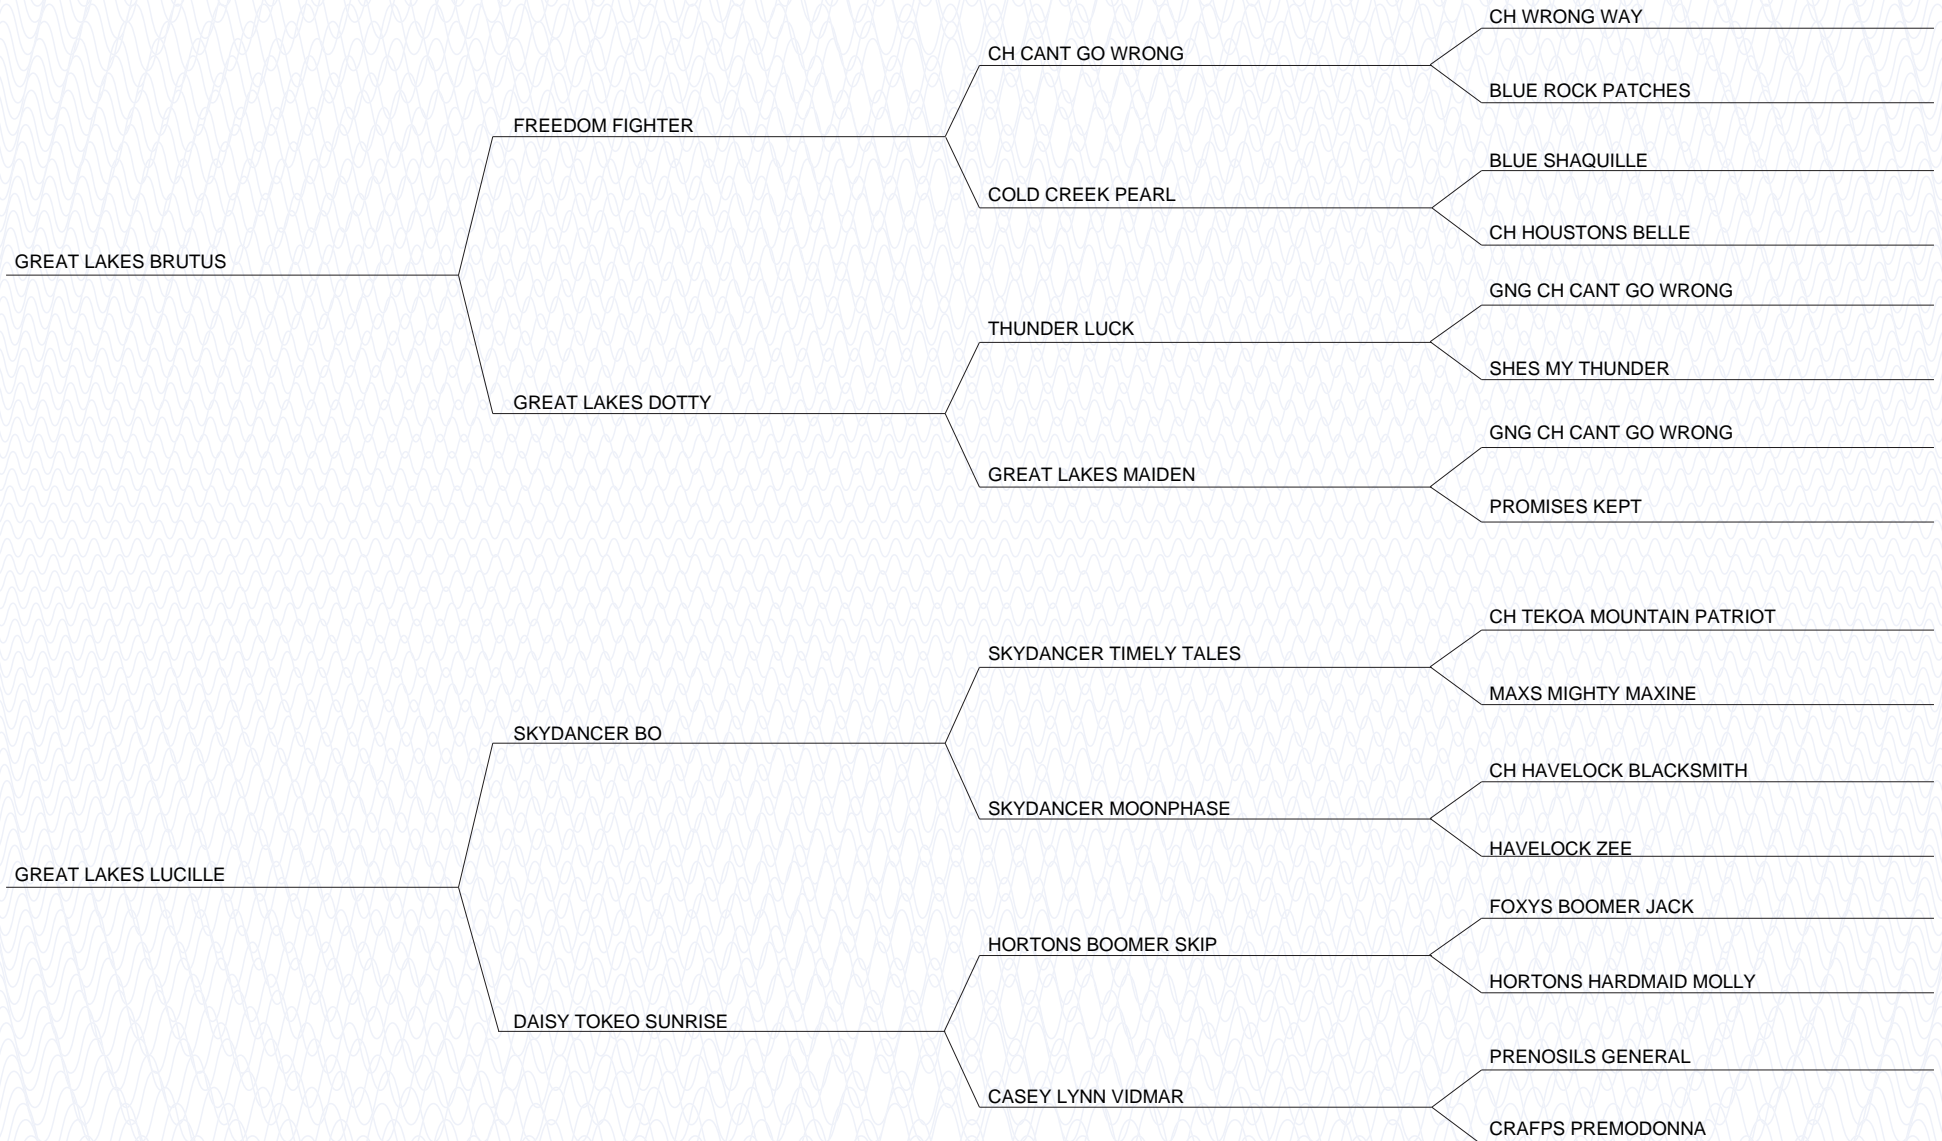 CH WRONG WAY
CH CANT GO WRONG
BLUE ROCK PATCHES
FREEDOM FIGHTER
BLUE SHAQUILLE
COLD CREEK PEARL
CH HOUSTONS BELLE
GREAT LAKES BRUTUS
GNG CH CANT GO WRONG
THUNDER LUCK
SHES MY THUNDER
GREAT LAKES DOTTY
GNG CH CANT GO WRONG
GREAT LAKES MAIDEN
PROMISES KEPT
CH TEKOA MOUNTAIN PATRIOT
SKYDANCER TIMELY TALES
MAXS MIGHTY MAXINE
SKYDANCER BO
CH HAVELOCK BLACKSMITH
SKYDANCER MOONPHASE
HAVELOCK ZEE
GREAT LAKES LUCILLE
FOXYS BOOMER JACK
HORTONS BOOMER SKIP
HORTONS HARDMAID MOLLY
DAISY TOKEO SUNRISE
PRENOSILS GENERAL
CASEY LYNN VIDMAR
CRAFPS PREMODONNA